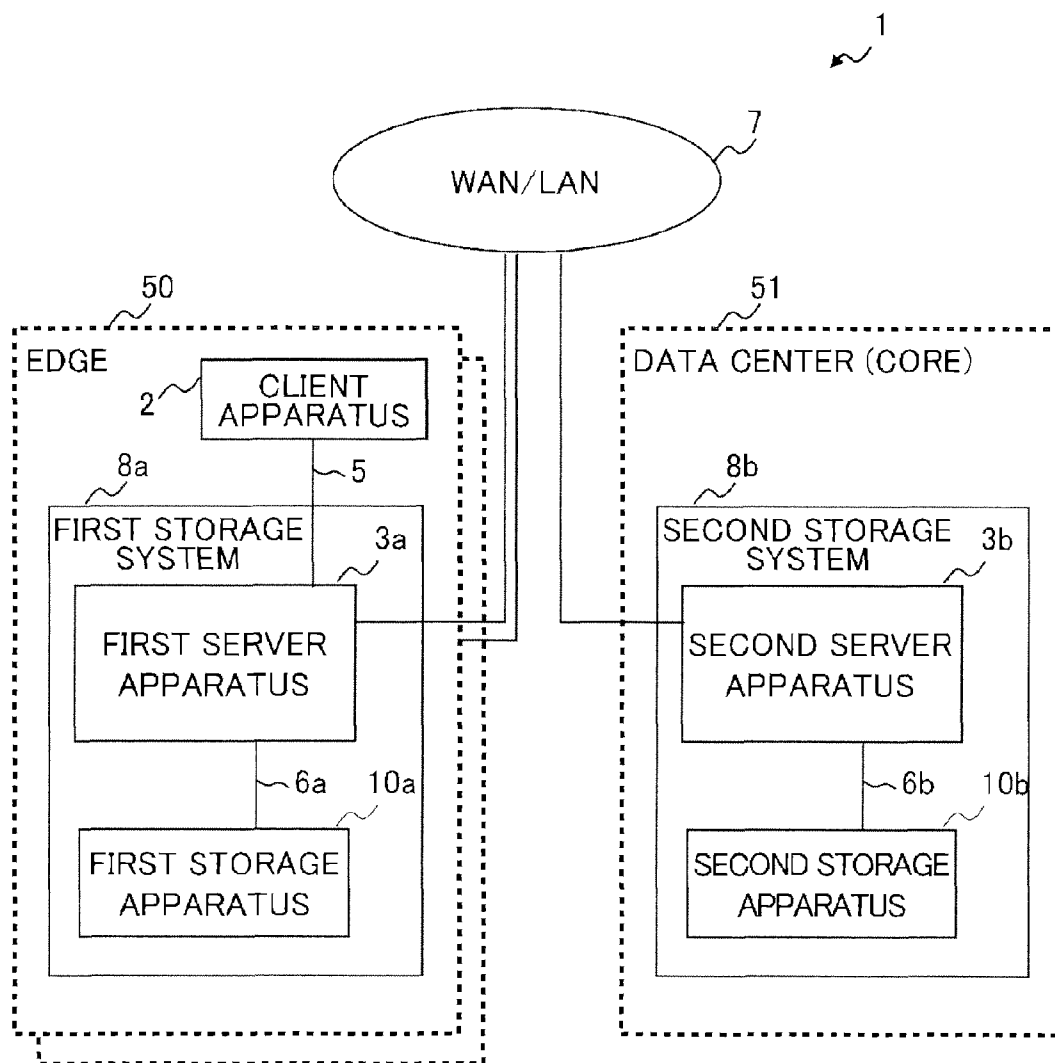 1
7
WAN/LAN
50
51
EDGE
DATA CENTER (CORE)
2
CLIENT
APPARATUS
5
8a
8b
FIRST STORAGE
SYSTEM
3a
SECOND STORAGE
SYSTEM
3b
FIRST SERVER
APPARATUS
SECOND SERVER
APPARATUS
6a
10a
6b
10b
FIRST STORAGE
APPARATUS
SECOND STORAGE
APPARATUS